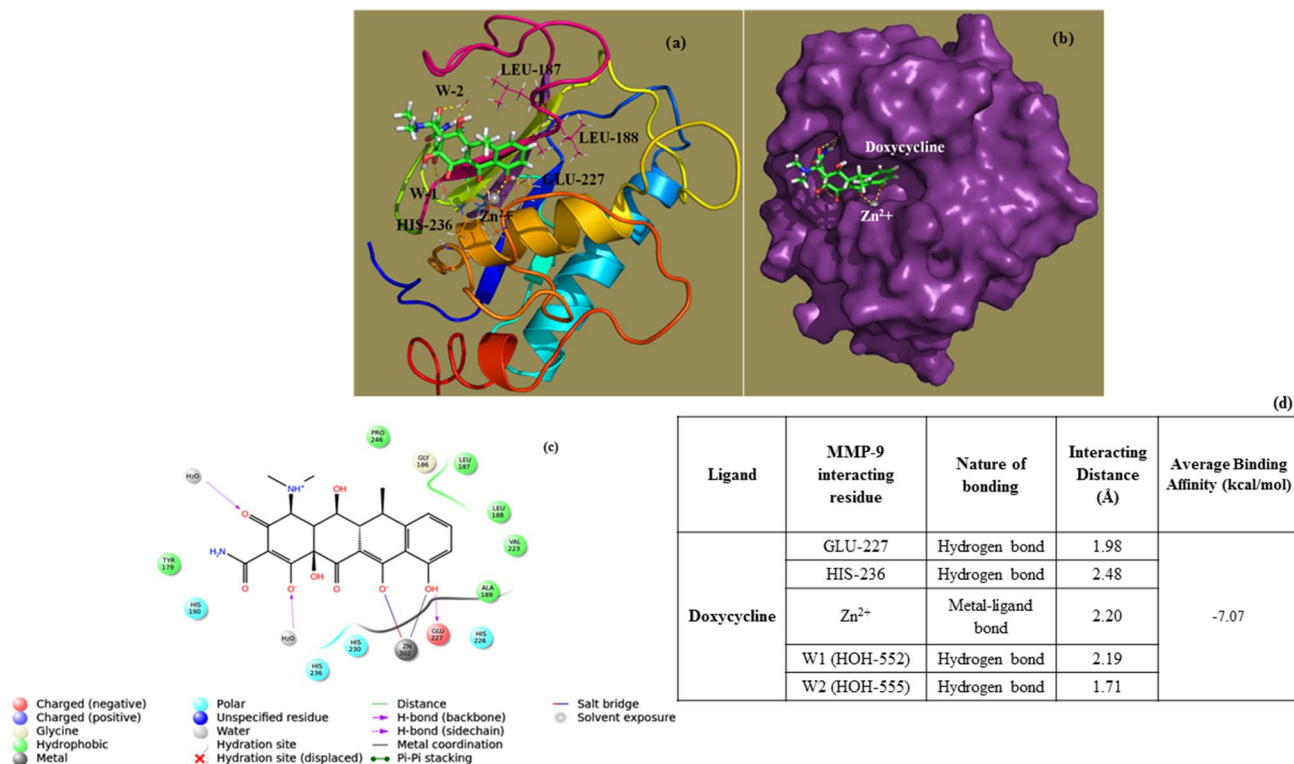 (a)
LEU-187
W-2
LEU-188
GLU-227
W-1
HIS-236
Zn²⁺
(b)
Doxycycline
Zn²⁺
(c)
PRO 246
GLY 186
LEU 187
LEU 188
VAL 223
TYR 179
HIS 190
ALA 189
HIS 226
HIS 230
HIS 236
ZN 302
GLU 227
H₂O
H₂O
NH⁺
OH
O
H₂N
O
O⁻
OH
O
O⁻
OH
Charged (negative)
Charged (positive)
Glycine
Hydrophobic
Metal
Polar
Unspecified residue
Water
Hydration site
Hydration site (displaced)
Distance
H-bond (backbone)
H-bond (sidechain)
Metal coordination
Pi-Pi stacking
Salt bridge
Solvent exposure
(d)
Ligand
MMP-9
interacting
residue
Nature of
bonding
Interacting
Distance
(Å)
Average Binding
Affinity (kcal/mol)
Doxycycline
GLU-227 Hydrogen bond 1.98
HIS-236 Hydrogen bond 2.48
Zn²⁺ Metal-ligand
bond
2.20
-7.07
W1 (HOH-552) Hydrogen bond 2.19
W2 (HOH-555) Hydrogen bond 1.71